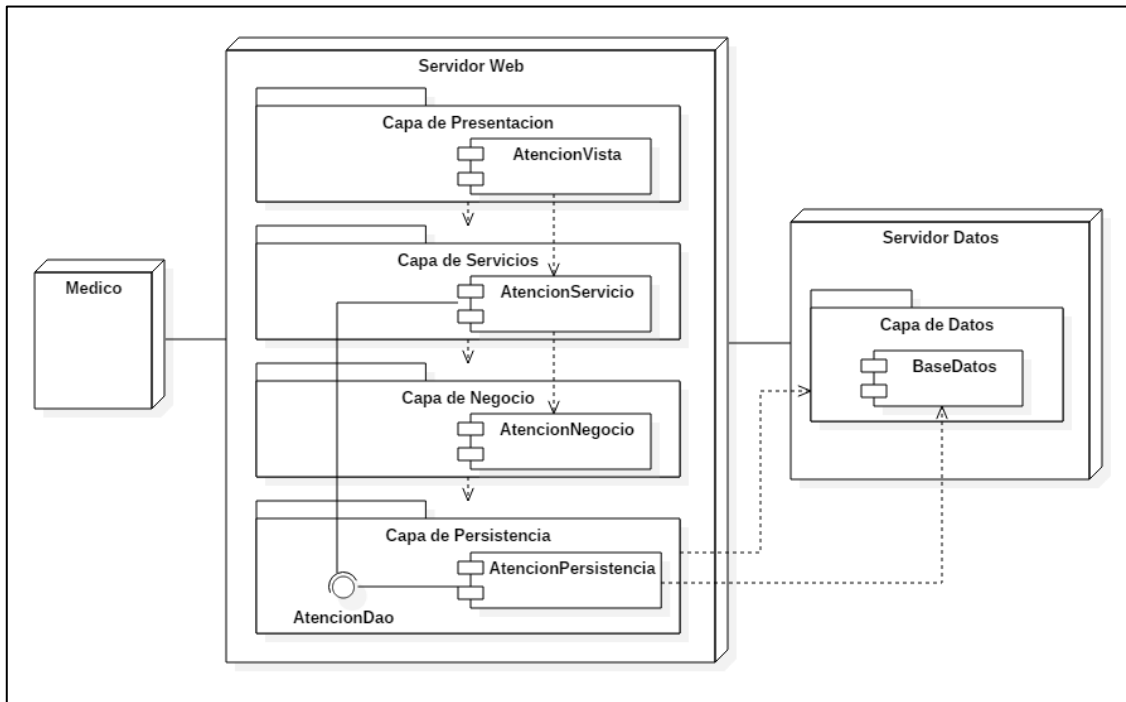 Servidor Web
Capa de Presentacion
AtencionVista
Capa de Servicios
AtencionServicio
Capa de Negocio
AtencionNegocio
Capa de Persistencia
AtencionPersistencia
AtencionDao
Medico
Servidor Datos
Capa de Datos
BaseDatos